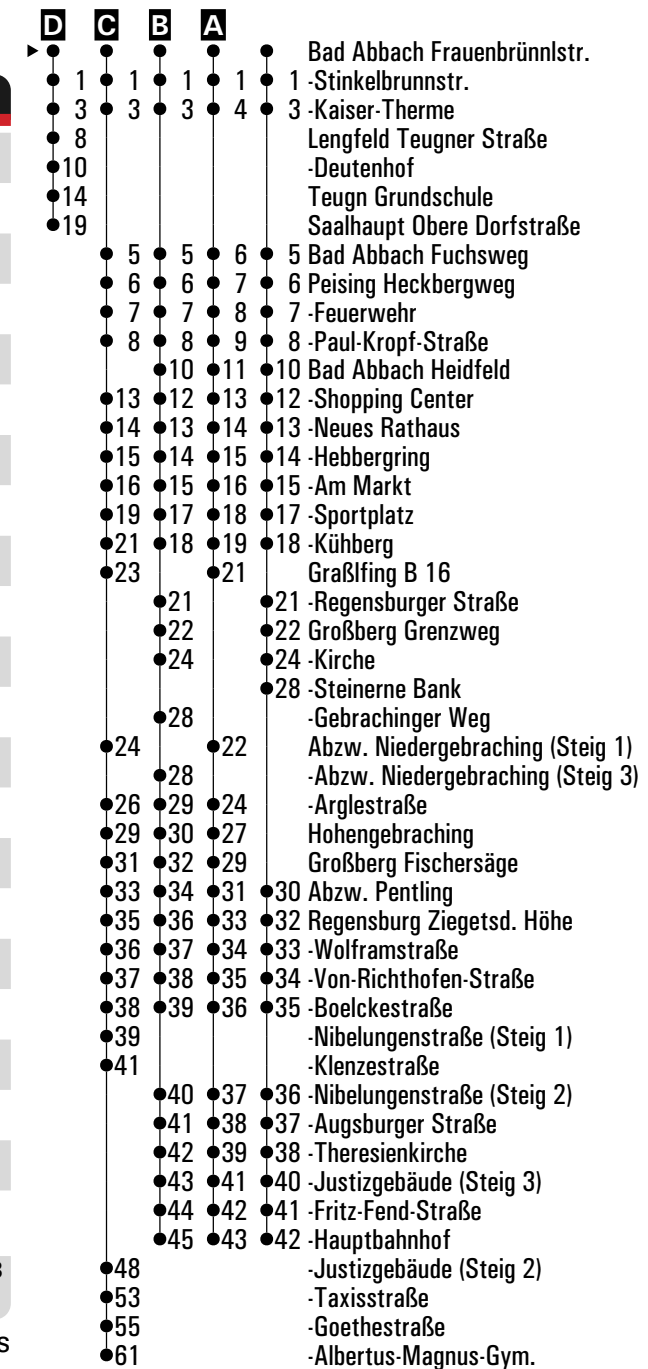 D C B A
Bad Abbach Frauenbrünnlstr.
1 1 1 1 1 -Stinkelbrunnstr.
3 3 3 4 3 -Kaiser-Therme
8 Lengfeld Teugner Straße
10 -Deutenhof
14 Teugn Grundschule
19 Saalhaupt Obere Dorfstraße
5 5 6 5 Bad Abbach Fuchsweg
6 6 7 6 Peising Heckbergweg
7 7 8 7 -Feuerwehr
8 8 9 8 -Paul-Kropf-Straße
10 11 10 Bad Abbach Heidfeld
13 12 13 12 -Shopping Center
14 13 14 13 -Neues Rathaus
15 14 15 14 -Hebbergring
16 15 16 15 -Am Markt
19 17 18 17 -Sportplatz
21 18 19 18 -Kühberg
23 21 Graßlfing B 16
21 21 -Regensburger Straße
22 22 Großberg Grenzweg
24 24 -Kirche
28 -Steinerne Bank
28 -Gebrachinger Weg
24 22 Abzw. Niedergebraching (Steig 1)
28 -Abzw. Niedergebraching (Steig 3)
26 29 24 -Arglestraße
29 30 27 Hohengebraching
31 32 29 Großberg Fischersäge
33 34 31 30 Abzw. Pentling
35 36 33 32 Regensburg Ziegetsd. Höhe
36 37 34 33 -Wolframstraße
37 38 35 34 -Von-Richthofen-Straße
38 39 36 35 -Boelckestraße
39 -Nibelungenstraße (Steig 1)
41 -Klenzestraße
40 37 36 -Nibelungenstraße (Steig 2)
41 38 37 -Augsburger Straße
42 39 38 -Theresienkirche
43 41 40 -Justizgebäude (Steig 3)
44 42 41 -Fritz-Fend-Straße
45 43 42 -Hauptbahnhof
48 -Justizgebäude (Steig 2)
53 -Taxisstraße
55 -Goethestraße
s
61 -Albertus-Magnus-Gym.